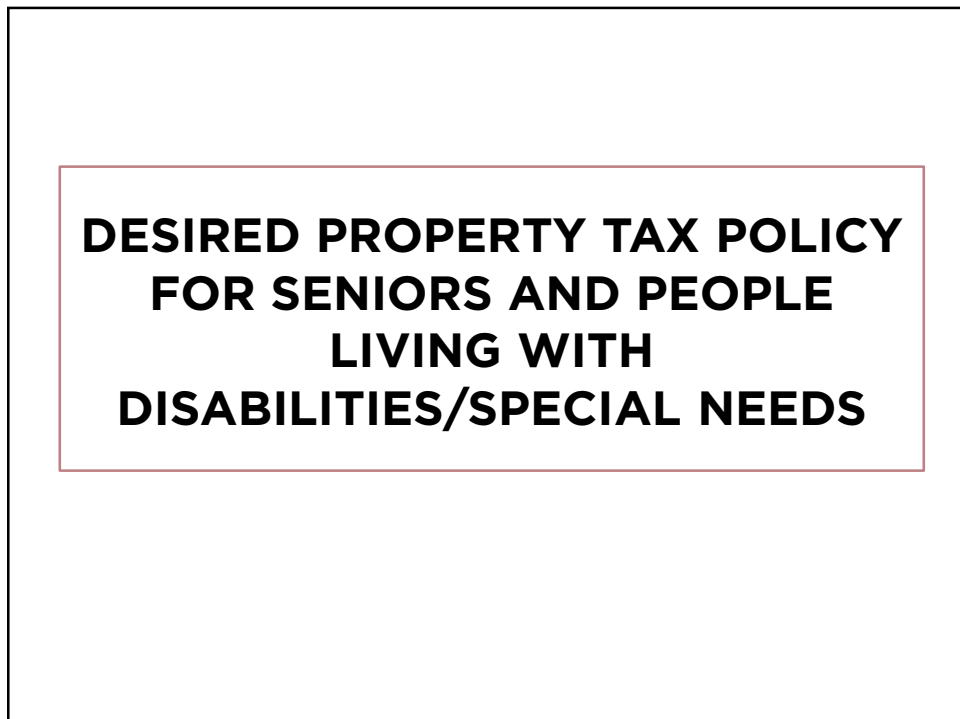 DESIRED PROPERTY TAX POLICY
FOR SENIORS AND PEOPLE
LIVING WITH
DISABILITIES/SPECIAL NEEDS